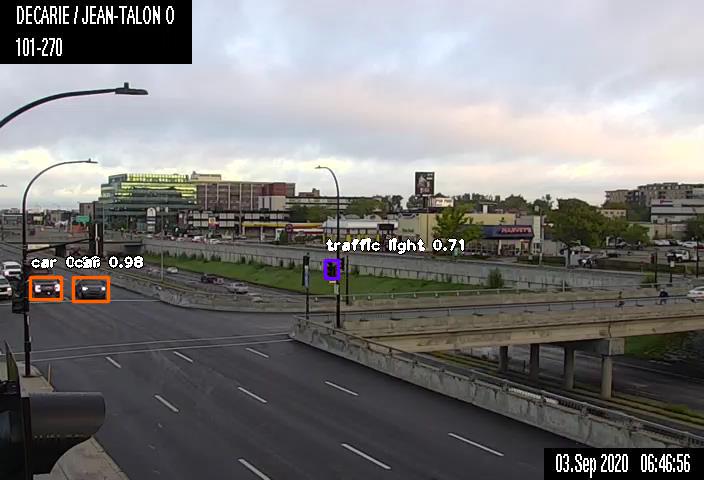 DECARIE / JEAN-TALON O
101-270
traffic light 0.71
car 0.98
HARVEY'S
03.Sep 2020 06:46:56